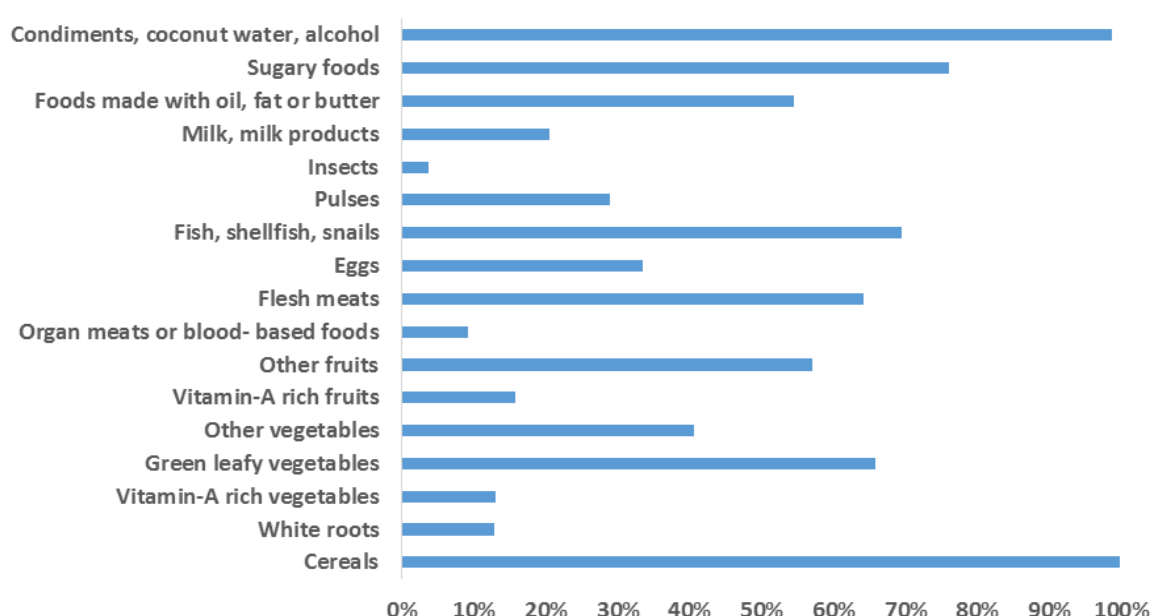 Condiments, coconut water, alcohol
Sugary foods
Foods made with oil, fat or butter
Milk, milk products
Insects
Pulses
Fish, shellfish, snails
Eggs
Flesh meats
Organ meats or blood- based foods
Other fruits
Vitamin-A rich fruits
Other vegetables
Green leafy vegetables
Vitamin-A rich vegetables
White roots
Cereals
0% 10% 20% 30% 40% 50% 60% 70% 80% 90% 100%